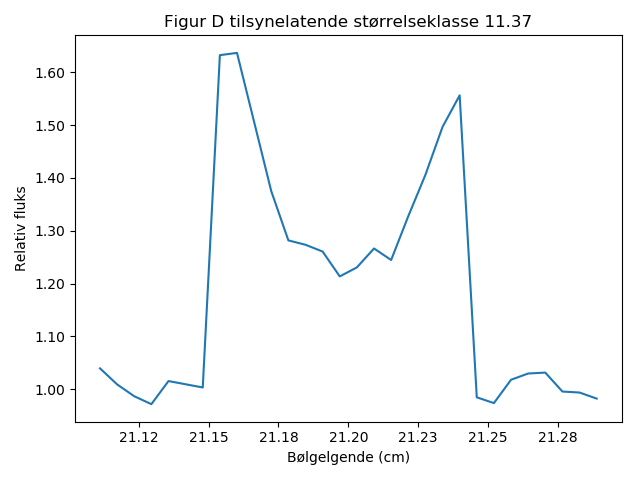 Figur D tilsynelatende størrelseklasse 11.37
1.60
1.50
1.40
1.30
1.20
1.10
1.00
Relativ fluks
21.12 21.15 21.18 21.20 21.23 21.25 21.28
Bølgelgende (cm)